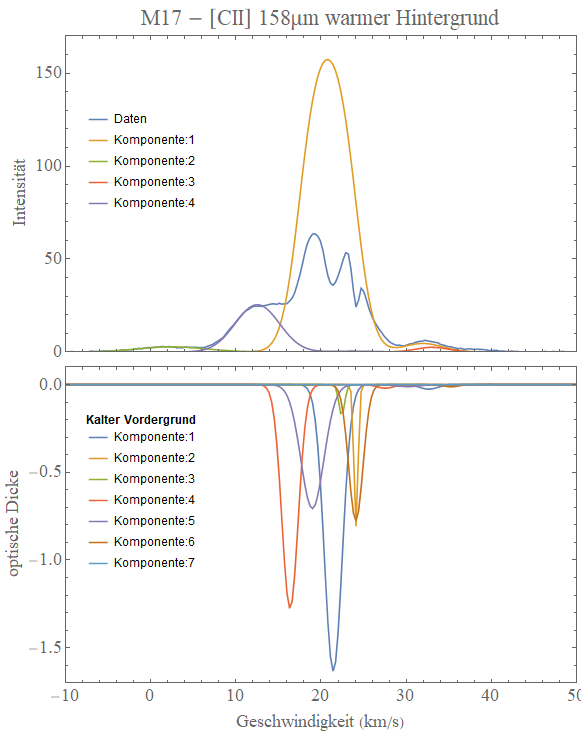 M17 – [CII] 158μm warmer Hintergrund
150
100
50
0
Intensität
Daten
Komponente:1
Komponente:2
Komponente:3
Komponente:4
0.0
−0.5
−1.0
−1.5
optische Dicke
Kalter Vordergrund
Komponente:1
Komponente:2
Komponente:3
Komponente:4
Komponente:5
Komponente:6
Komponente:7
−10 0 10 20 30 40 50
Geschwindigkeit (km/s)